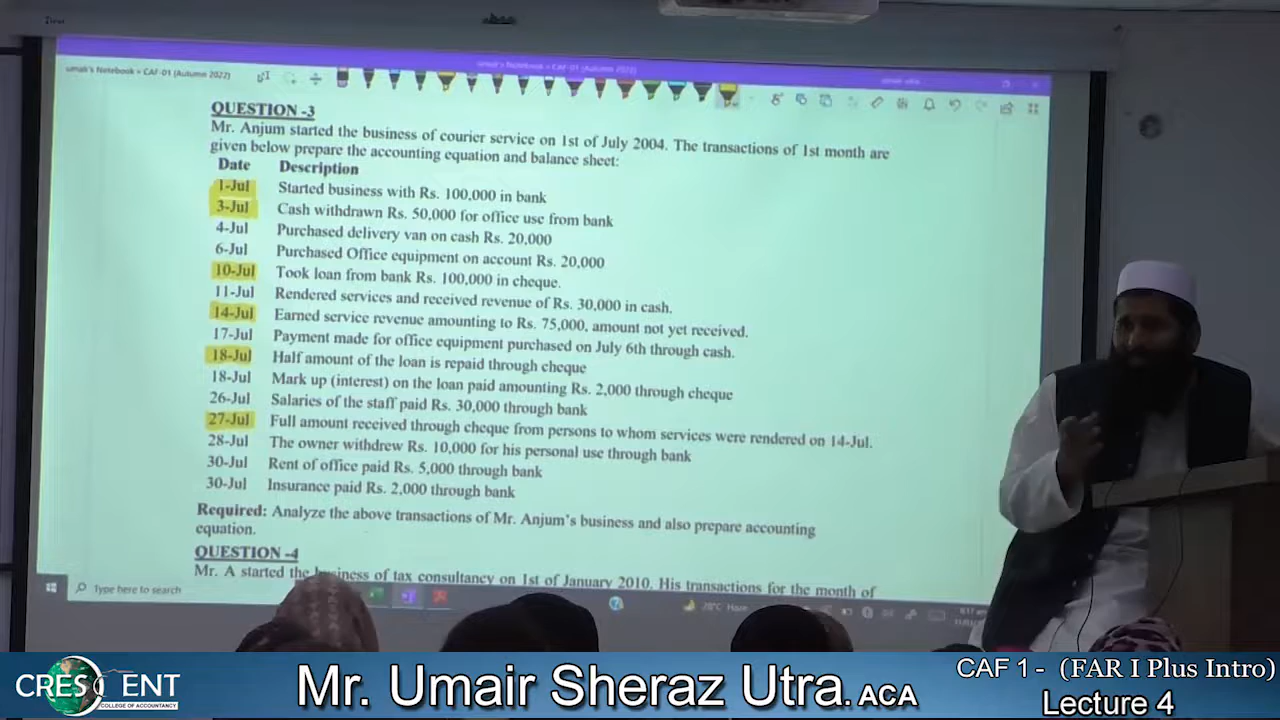 umair's Notebook » CAF-01 (Autumn 2022)
umair's Notebook » CAF-01 (Autumn 2022)
QUESTION -3
Mr. Anjum started the business of courier service on 1st of July 2004. The transactions of 1st month are
given below prepare the accounting equation and balance sheet:
Date Description
1-Jul Started business with Rs. 100,000 in bank
3-Jul Cash withdrawn Rs. 50,000 for office use from bank
4-Jul Purchased delivery van on cash Rs. 20,000
6-Jul Purchased Office equipment on account Rs. 20,000
10-Jul Took loan from bank Rs. 100,000 in cheque.
11-Jul Rendered services and received revenue of Rs. 30,000 in cash.
14-Jul Earned service revenue amounting to Rs. 75,000, amount not yet received.
17-Jul Payment made for office equipment purchased on July 6th through cash.
18-Jul Half amount of the loan is repaid through cheque
18-Jul Mark up (interest) on the loan paid amounting Rs. 2,000 through cheque
26-Jul Salaries of the staff paid Rs. 30,000 through bank
27-Jul Full amount received through cheque from persons to whom services were rendered on 14-Jul.
28-Jul The owner withdrew Rs. 10,000 for his personal use through bank
30-Jul Rent of office paid Rs. 5,000 through bank
30-Jul Insurance paid Rs. 2,000 through bank
Required: Analyze the above transactions of Mr. Anjum's business and also prepare accounting
equation.
QUESTION -4
Mr. A started the business of tax consultancy on 1st of January 2010. His transactions for the month of
Type here to search
28°C Haze
CRESCENT
COLLEGE OF ACCOUNTANCY
Mr. Umair Sheraz Utra. ACA
CAF 1 - (FAR I Plus Intro)
Lecture 4